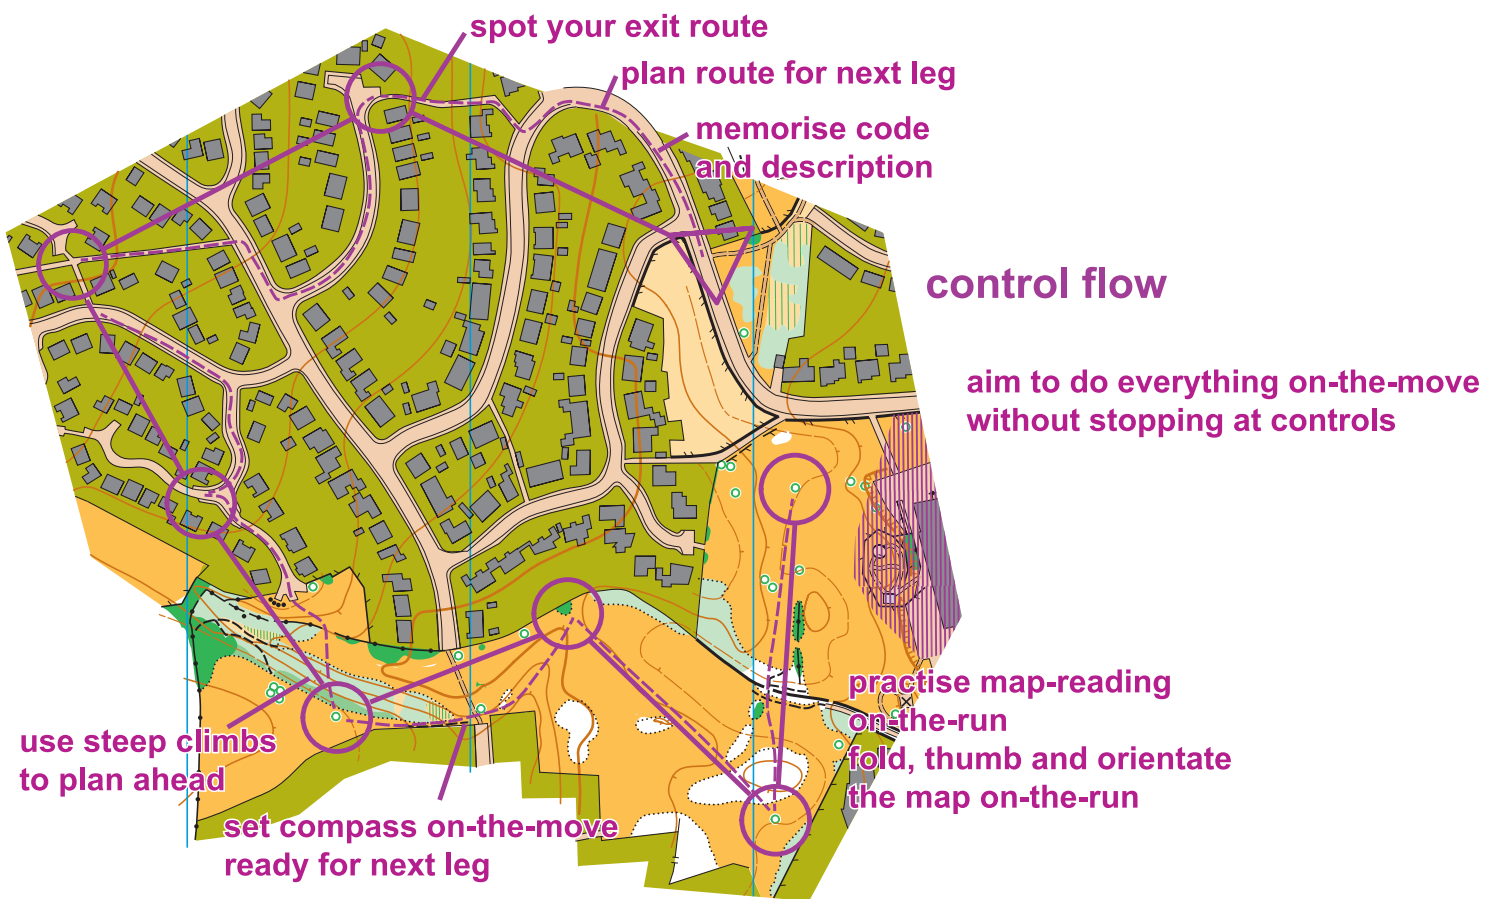 spot your exit route
plan route for next leg
memorise code
and description
control flow
aim to do everything on-the-move
without stopping at controls
practise map-reading
on-the-run
fold, thumb and orientate
the map on-the-run
use steep climbs
to plan ahead
set compass on-the-move
ready for next leg